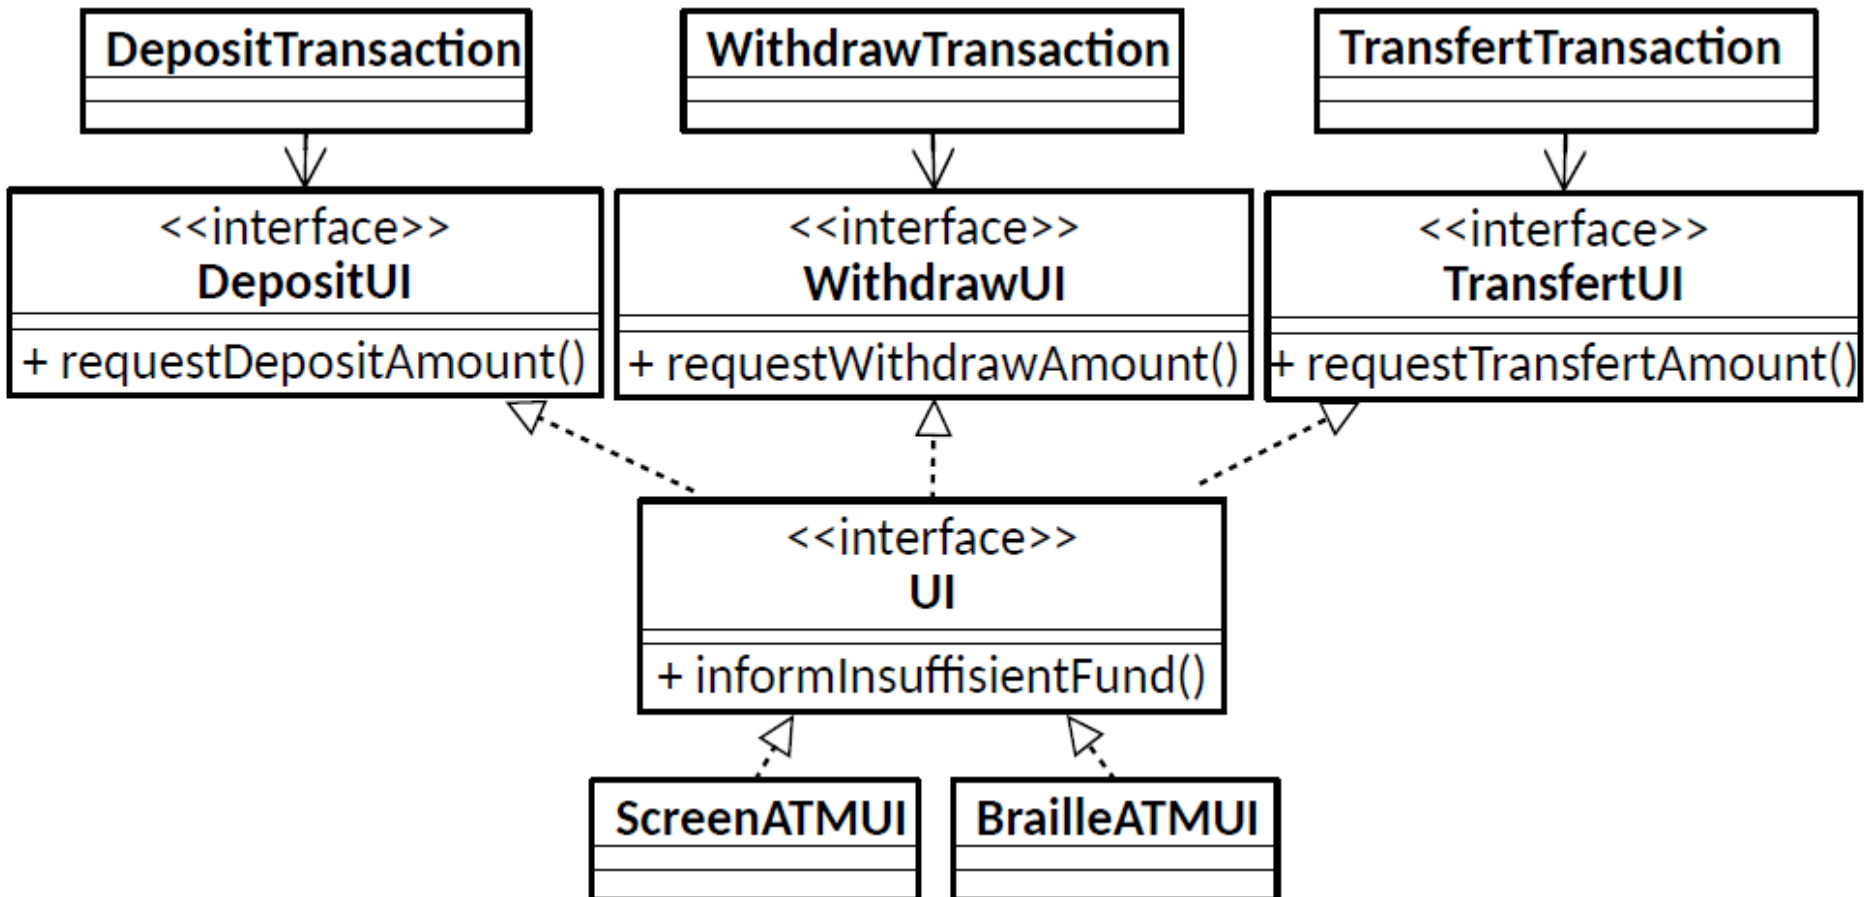 DepositTransaction
WithdrawTransaction
TransfertTransaction
<<interface>>
DepositUI
+ requestDepositAmount()
<<interface>>
WithdrawUI
+ requestWithdrawAmount()
<<interface>>
TransfertUI
+ requestTransfertAmount()
<<interface>>
UI
+ informInsuffisientFund()
ScreenATMUI
BrailleATMUI